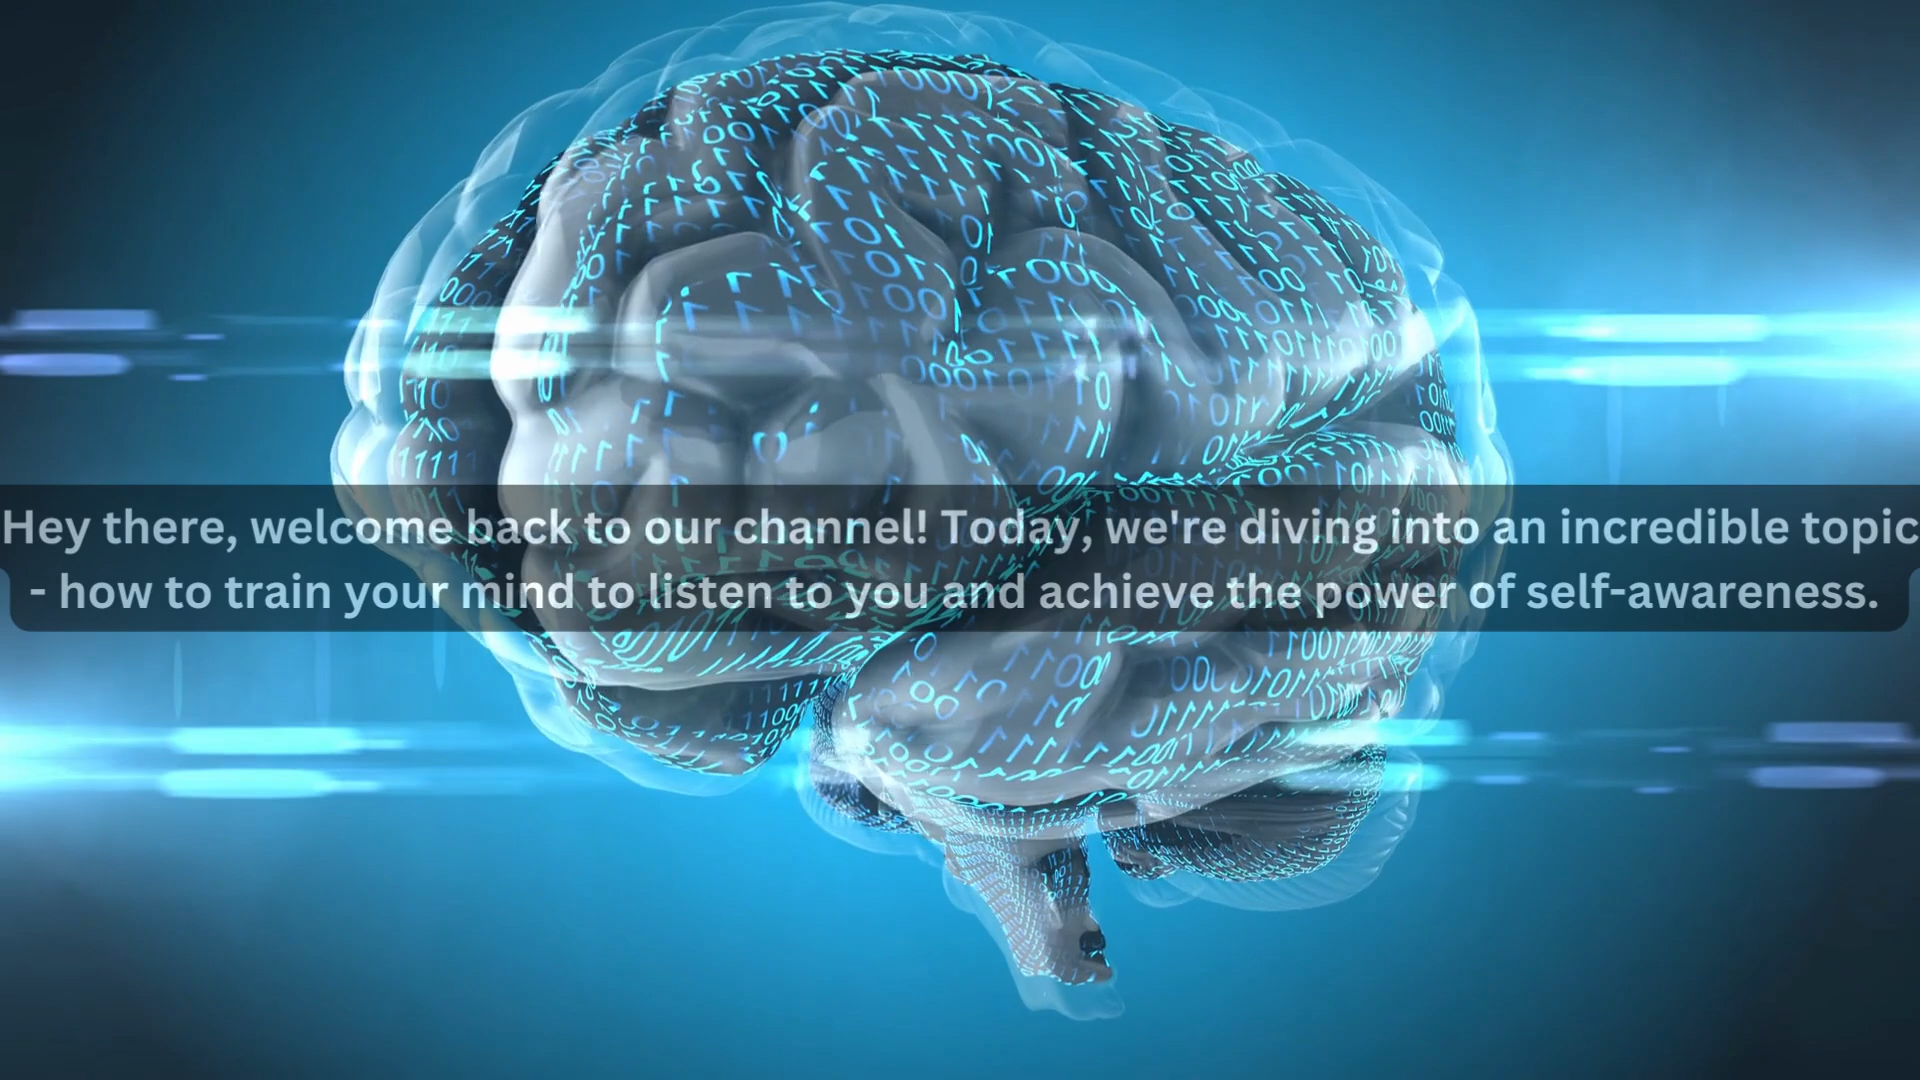 Hey there, welcome back to our channel! Today, we're diving into an incredible topic
- how to train your mind to listen to you and achieve the power of self-awareness.